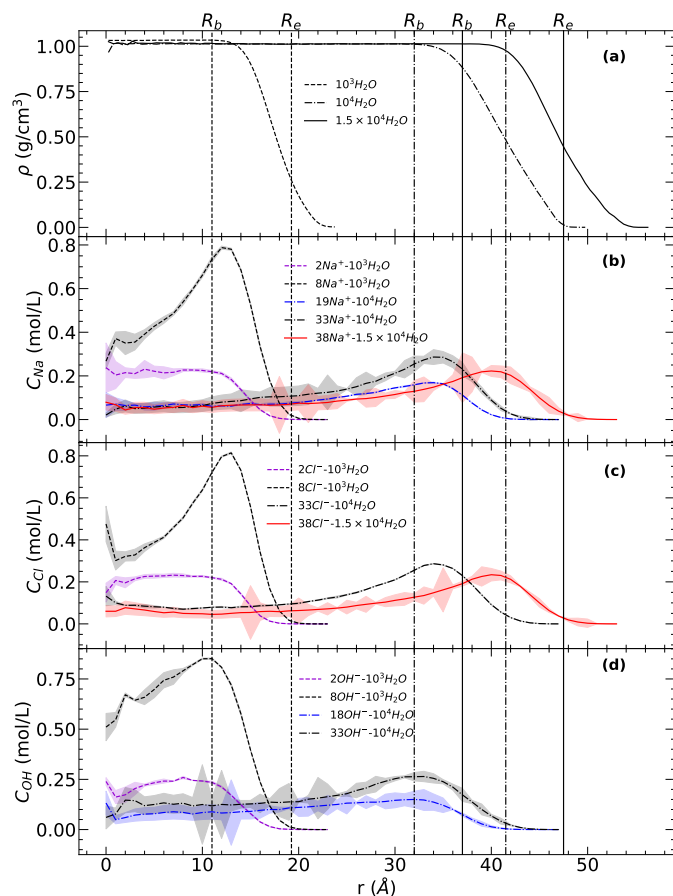 R_b R_e R_b R_b R_e R_e
(a)
ρ (g/cm³)
1.00
0.75
0.50
0.25
0.00
10³H₂O
10⁴H₂O
1.5 × 10⁴H₂O
(b)
C_Na (mol/L)
0.8
0.6
0.4
0.2
0.0
2Na⁺-10³H₂O
8Na⁺-10³H₂O
19Na⁺-10⁴H₂O
33Na⁺-10⁴H₂O
38Na⁺-1.5 × 10⁴H₂O
(c)
C_Cl (mol/L)
0.8
0.6
0.4
0.2
0.0
2Cl⁻-10³H₂O
8Cl⁻-10³H₂O
33Cl⁻-10⁴H₂O
38Cl⁻-1.5 × 10⁴H₂O
(d)
C_OH (mol/L)
0.75
0.50
0.25
0.00
2OH⁻-10³H₂O
8OH⁻-10³H₂O
18OH⁻-10⁴H₂O
33OH⁻-10⁴H₂O
0 10 20 30 40 50
r (Å)